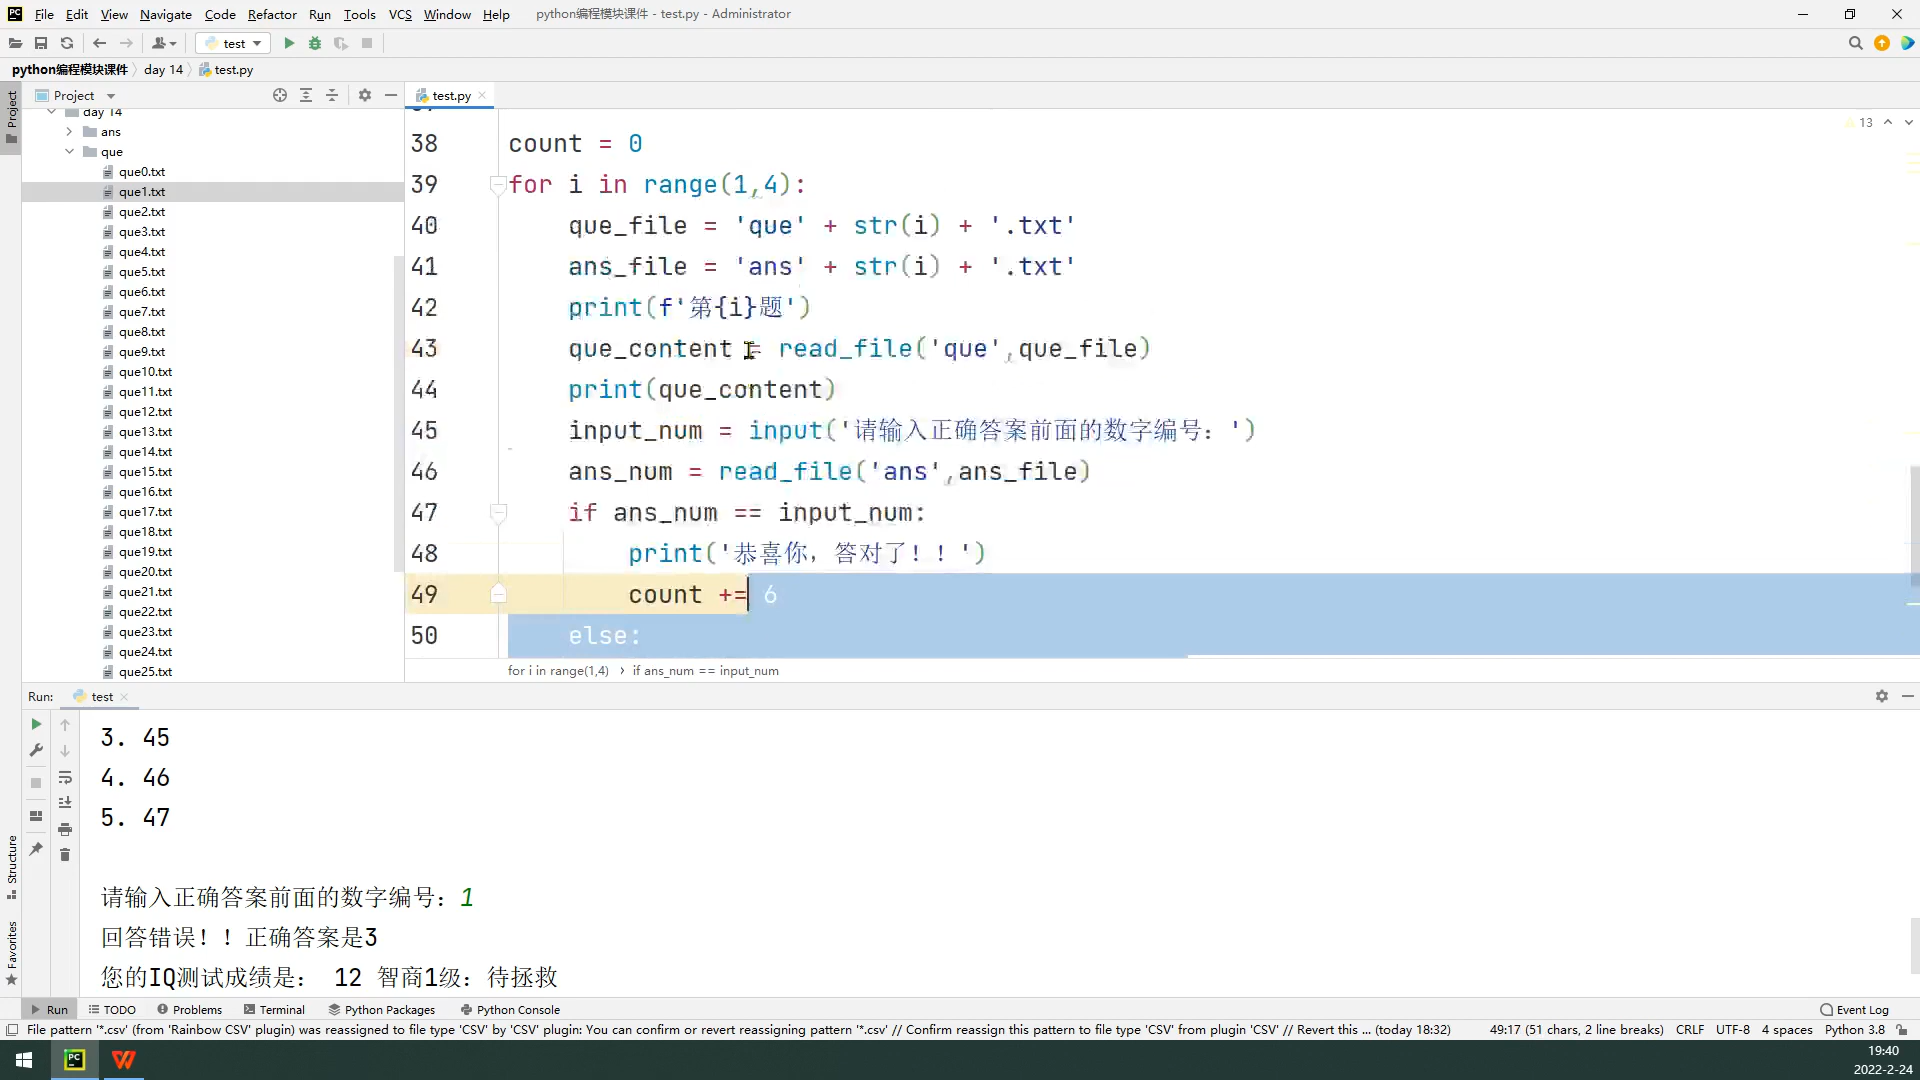 File Edit View Navigate Code Refactor Run Tools VCS Window Help python编程模块课件 - test.py - Administrator
test
python编程模块课件 day 14 test.py
Project test.py
Project
day 14
ans
que
que0.txt
que1.txt
que2.txt
que3.txt
que4.txt
que5.txt
que6.txt
que7.txt
que8.txt
que9.txt
que10.txt
que11.txt
que12.txt
que13.txt
que14.txt
que15.txt
que16.txt
que17.txt
que18.txt
que19.txt
que20.txt
que21.txt
que22.txt
que23.txt
que24.txt
que25.txt
13
38 count = 0
39 for i in range(1,4):
40 que_file = 'que' + str(i) + '.txt'
41 ans_file = 'ans' + str(i) + '.txt'
42 print(f'第{i}题')
43 que_content = read_file('que',que_file)
44 print(que_content)
45 input_num = input('请输入正确答案前面的数字编号：')
46 ans_num = read_file('ans',ans_file)
47 if ans_num == input_num:
48 print('恭喜你，答对了！！')
49 count += 6
50 else:
for i in range(1,4) › if ans_num == input_num
Run: test
3. 45
4. 46
5. 47
请输入正确答案前面的数字编号：1
回答错误！！正确答案是3
您的IQ测试成绩是： 12 智商1级：待拯救
Structure
Favorites
Run TODO Problems Terminal Python Packages Python Console Event Log
File pattern '*.csv' (from 'Rainbow CSV' plugin) was reassigned to file type 'CSV' by 'CSV' plugin: You can confirm or revert reassigning pattern '*.csv' // Confirm reassign this pattern to file type 'CSV' from plugin 'CSV' // Revert this ... (today 18:32) 49:17 (51 chars, 2 line breaks) CRLF UTF-8 4 spaces Python 3.8
19:40
2022-2-24